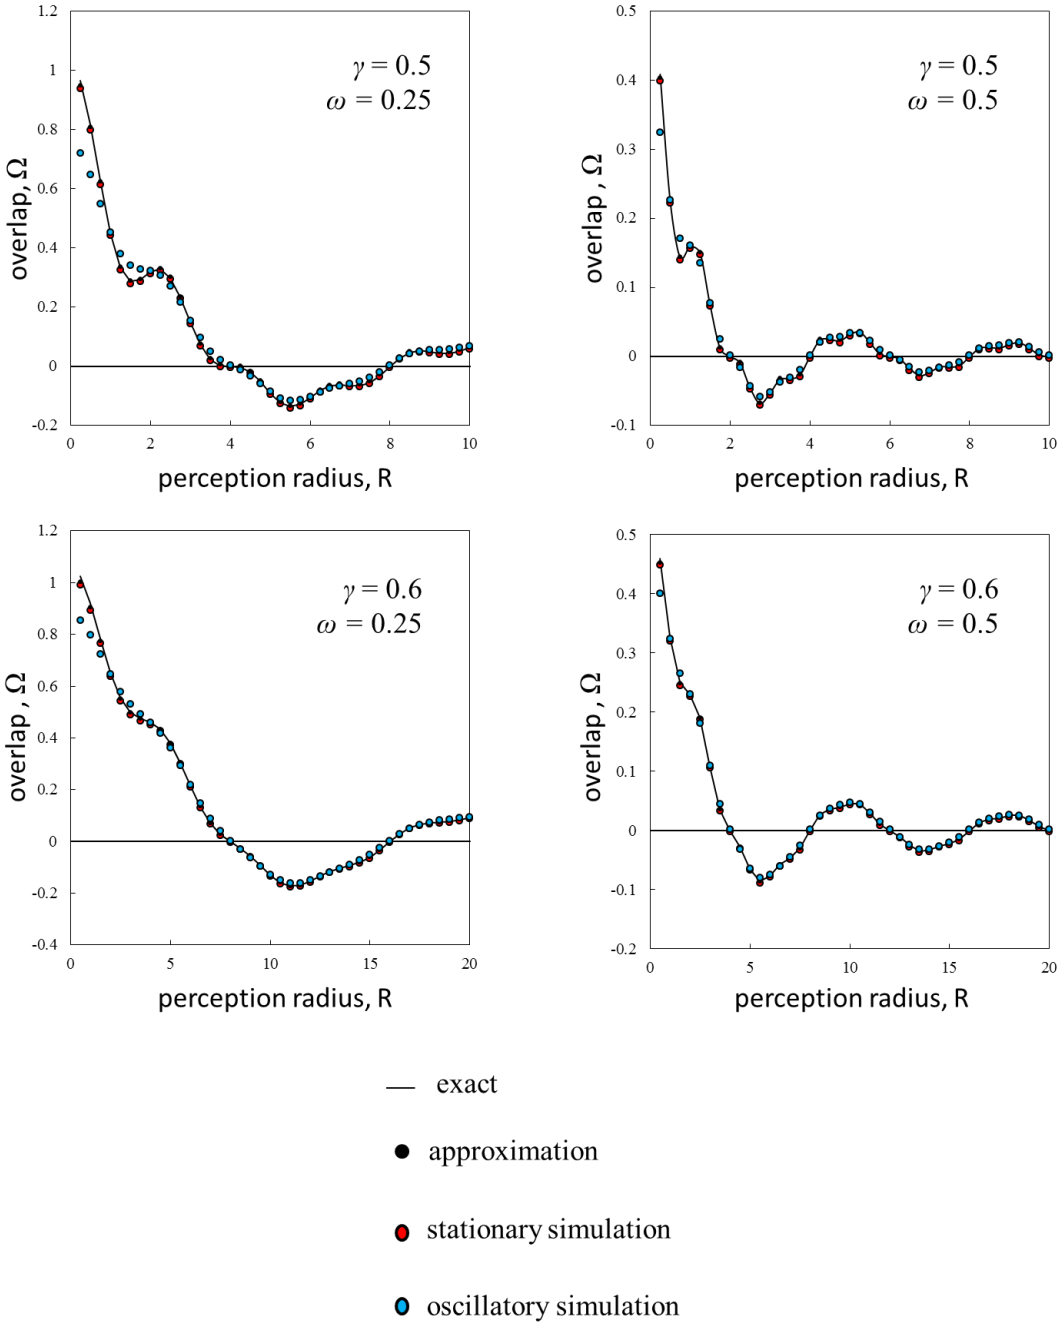 1.2
1
0.8
0.6
0.4
0.2
0
-0.2
overlap, Ω
γ = 0.5
ω = 0.25
0 2 4 6 8 10
perception radius, R
0.5
0.4
0.3
0.2
0.1
0
-0.1
overlap , Ω
γ = 0.5
ω = 0.5
0 2 4 6 8 10
perception radius, R
1.2
1
0.8
0.6
0.4
0.2
0
-0.2
-0.4
overlap, Ω
γ = 0.6
ω = 0.25
0 5 10 15 20
perception radius, R
0.5
0.4
0.3
0.2
0.1
0
-0.1
-0.2
overlap , Ω
γ = 0.6
ω = 0.5
0 5 10 15 20
perception radius, R
exact
approximation
stationary simulation
oscillatory simulation